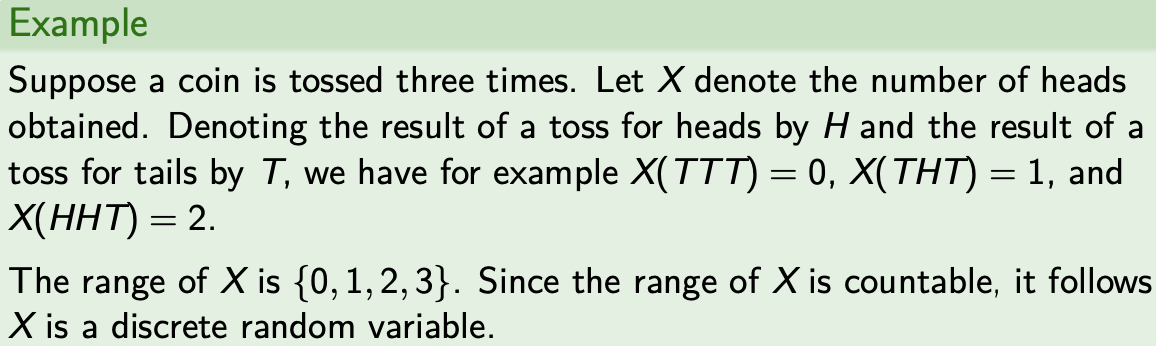 Example
Suppose a coin is tossed three times. Let X denote the number of heads
obtained. Denoting the result of a toss for heads by H and the result of a
toss for tails by T, we have for example X(TTT) = 0, X(THT) = 1, and
X(HHT) = 2.
The range of X is {0, 1, 2, 3}. Since the range of X is countable, it follows
X is a discrete random variable.